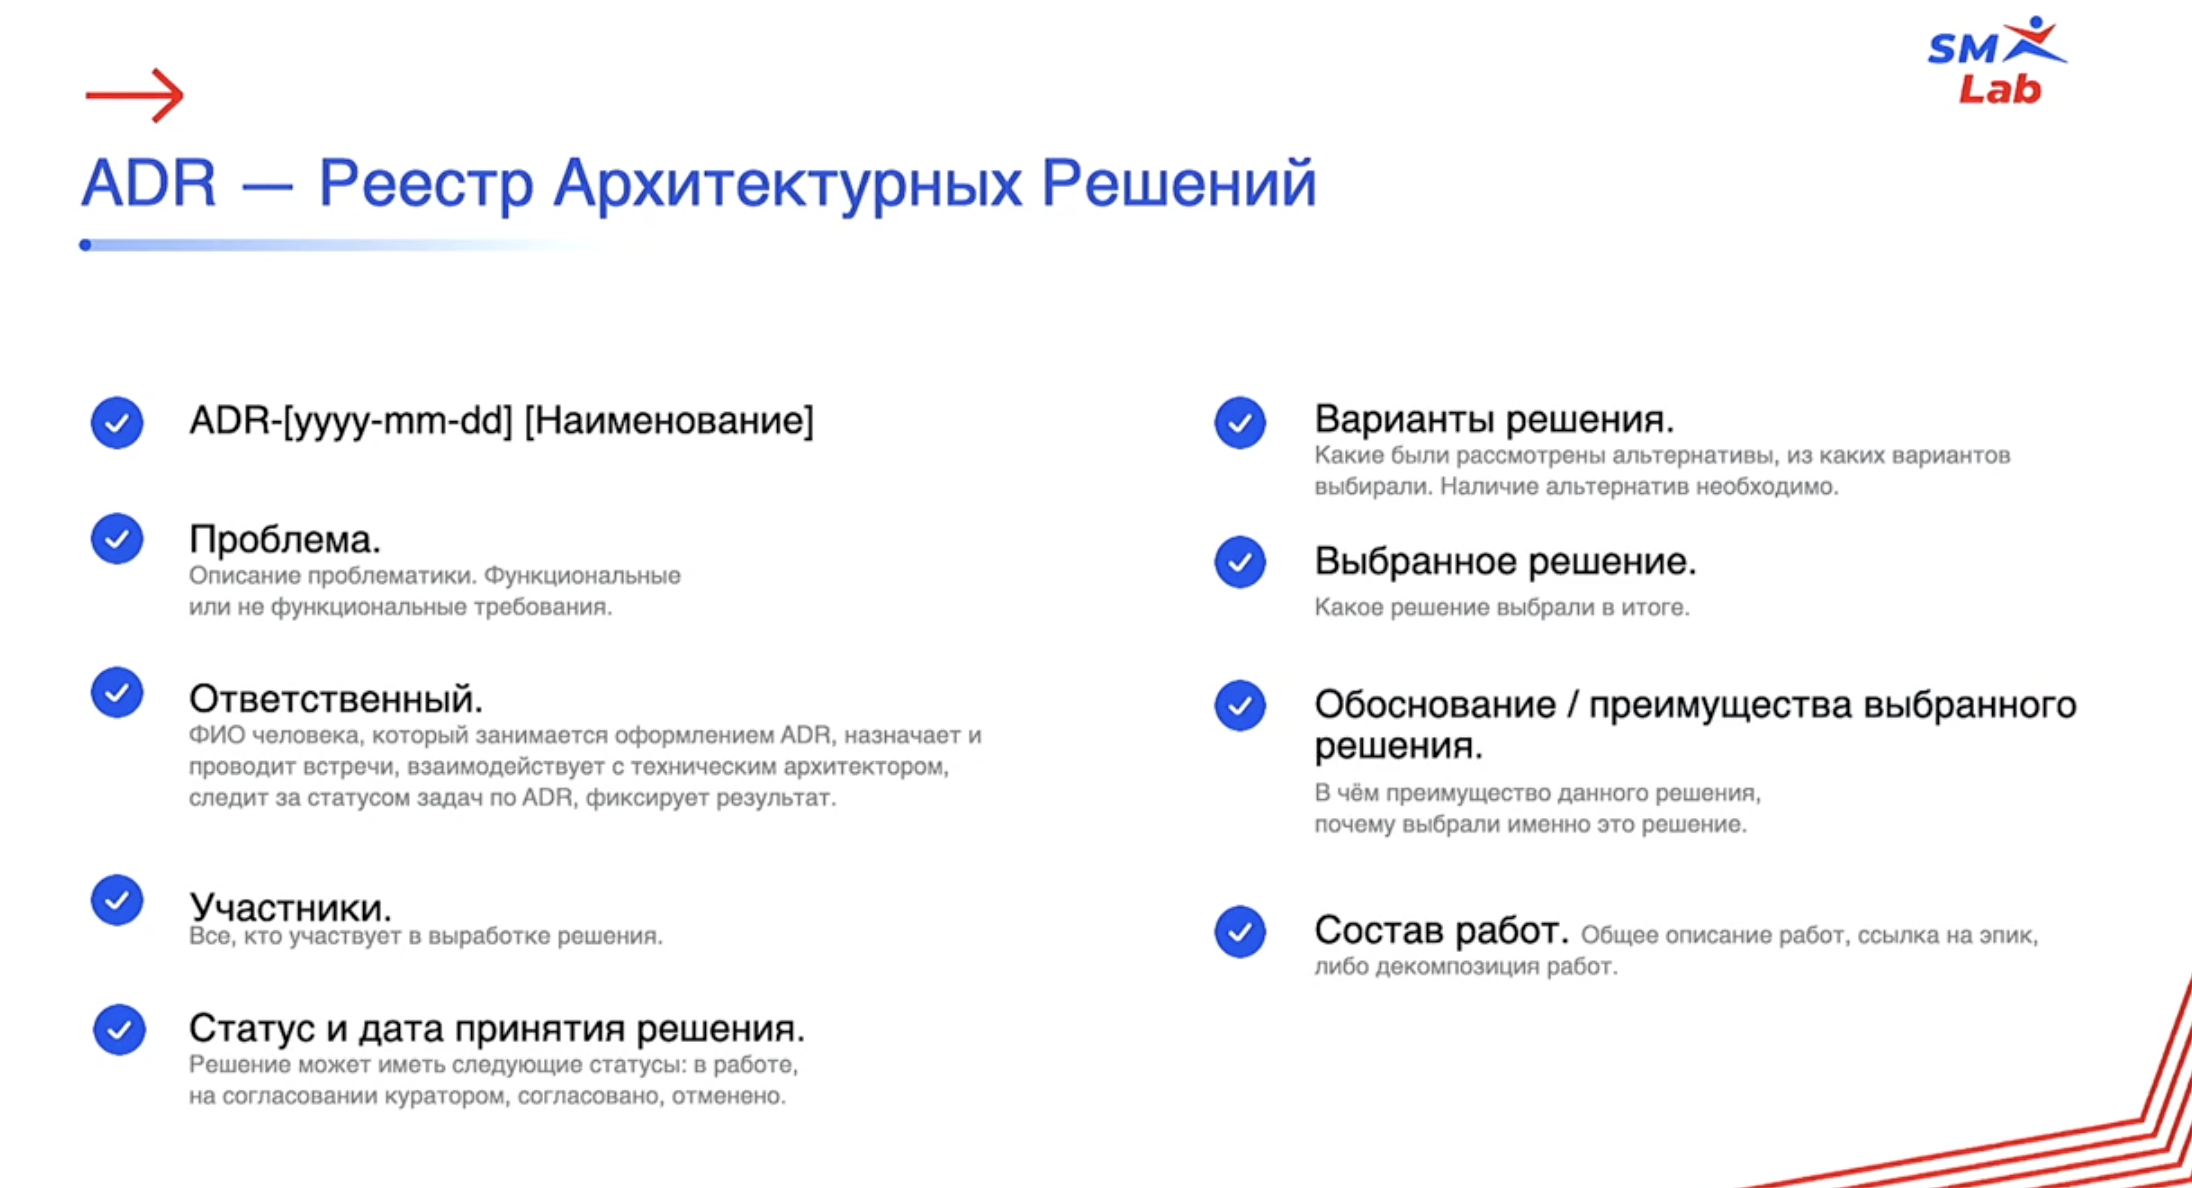 SM
Lab
ADR — Реестр Архитектурных Решений
ADR-[yyyy-mm-dd] [Наименование]
Проблема.
Описание проблематики. Функциональные
или не функциональные требования.
Ответственный.
ФИО человека, который занимается оформлением ADR, назначает и
проводит встречи, взаимодействует с техническим архитектором,
следит за статусом задач по ADR, фиксирует результат.
Участники.
Все, кто участвует в выработке решения.
Статус и дата принятия решения.
Решение может иметь следующие статусы: в работе,
на согласовании куратором, согласовано, отменено.
Варианты решения.
Какие были рассмотрены альтернативы, из каких вариантов
выбирали. Наличие альтернатив необходимо.
Выбранное решение.
Какое решение выбрали в итоге.
Обоснование / преимущества выбранного
решения.
В чём преимущество данного решения,
почему выбрали именно это решение.
Состав работ. Общее описание работ, ссылка на эпик,
либо декомпозиция работ.